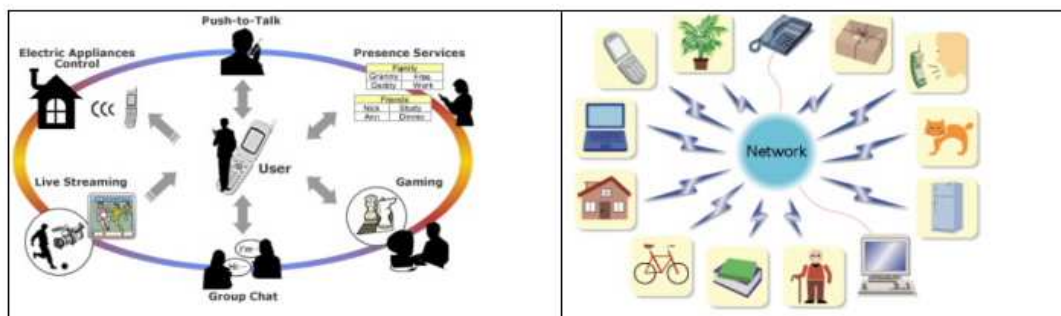 Push-to-Talk
Electric Appliances
Control
Presence Services
Family
Granny Free
Daddy Work
Friends
Nick Study
Ann Dinner
User
Live Streaming
Gaming
Group Chat
Network